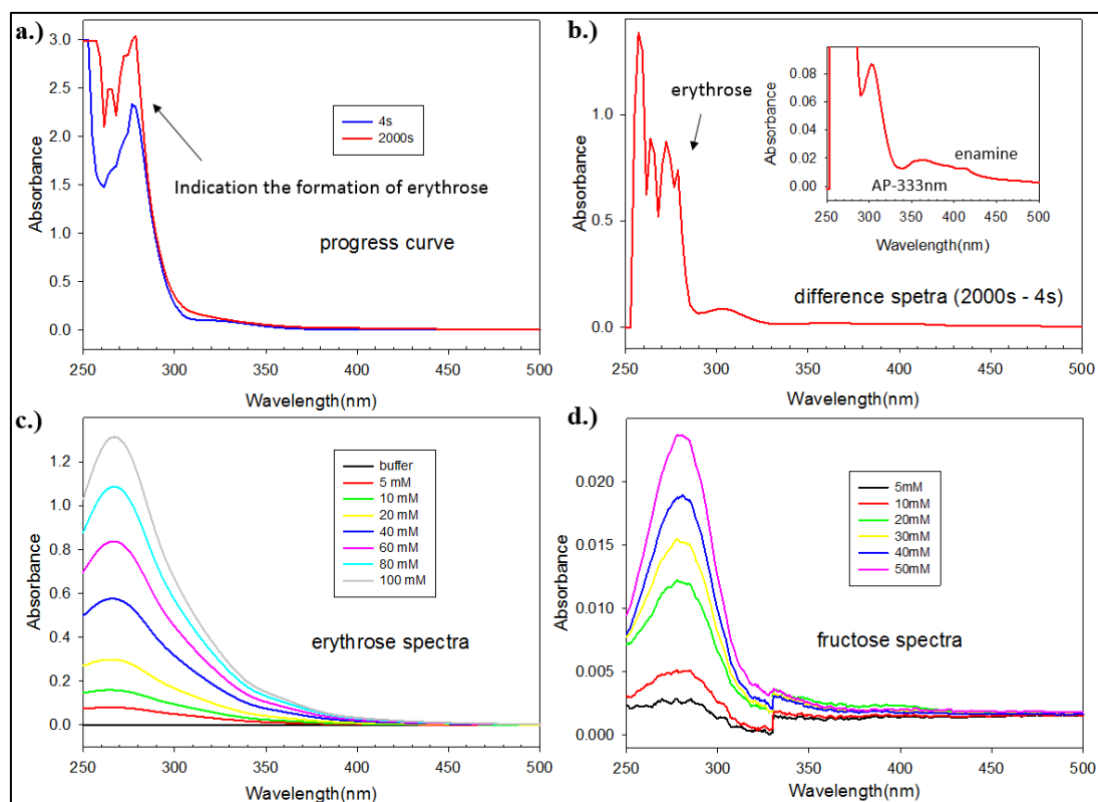 a.)
3.0
2.5
2.0
1.5
1.0
0.5
0.0
Absorbance
4s
2000s
Indication the formation of erythrose
progress curve
250 300 350 400 450 500
Wavelength(nm)
b.)
1.0
0.5
0.0
Absorbance
erythrose
0.08
0.06
0.04
0.02
0.00
Absorbance
enamine
AP-333nm
250 300 350 400 450 500
Wavelength(nm)
difference spetra (2000s - 4s)
250 300 350 400 450 500
Wavelength(nm)
c.)
1.2
1.0
0.8
0.6
0.4
0.2
0.0
Absorbance
buffer
5 mM
10 mM
20 mM
40 mM
60 mM
80 mM
100 mM
erythrose spectra
250 300 350 400 450 500
Wavelength(nm)
d.)
0.020
0.015
0.010
0.005
0.000
Absorbance
5mM
10mM
20mM
30mM
40mM
50mM
fructose spectra
250 300 350 400 450 500
Wavelength(nm)